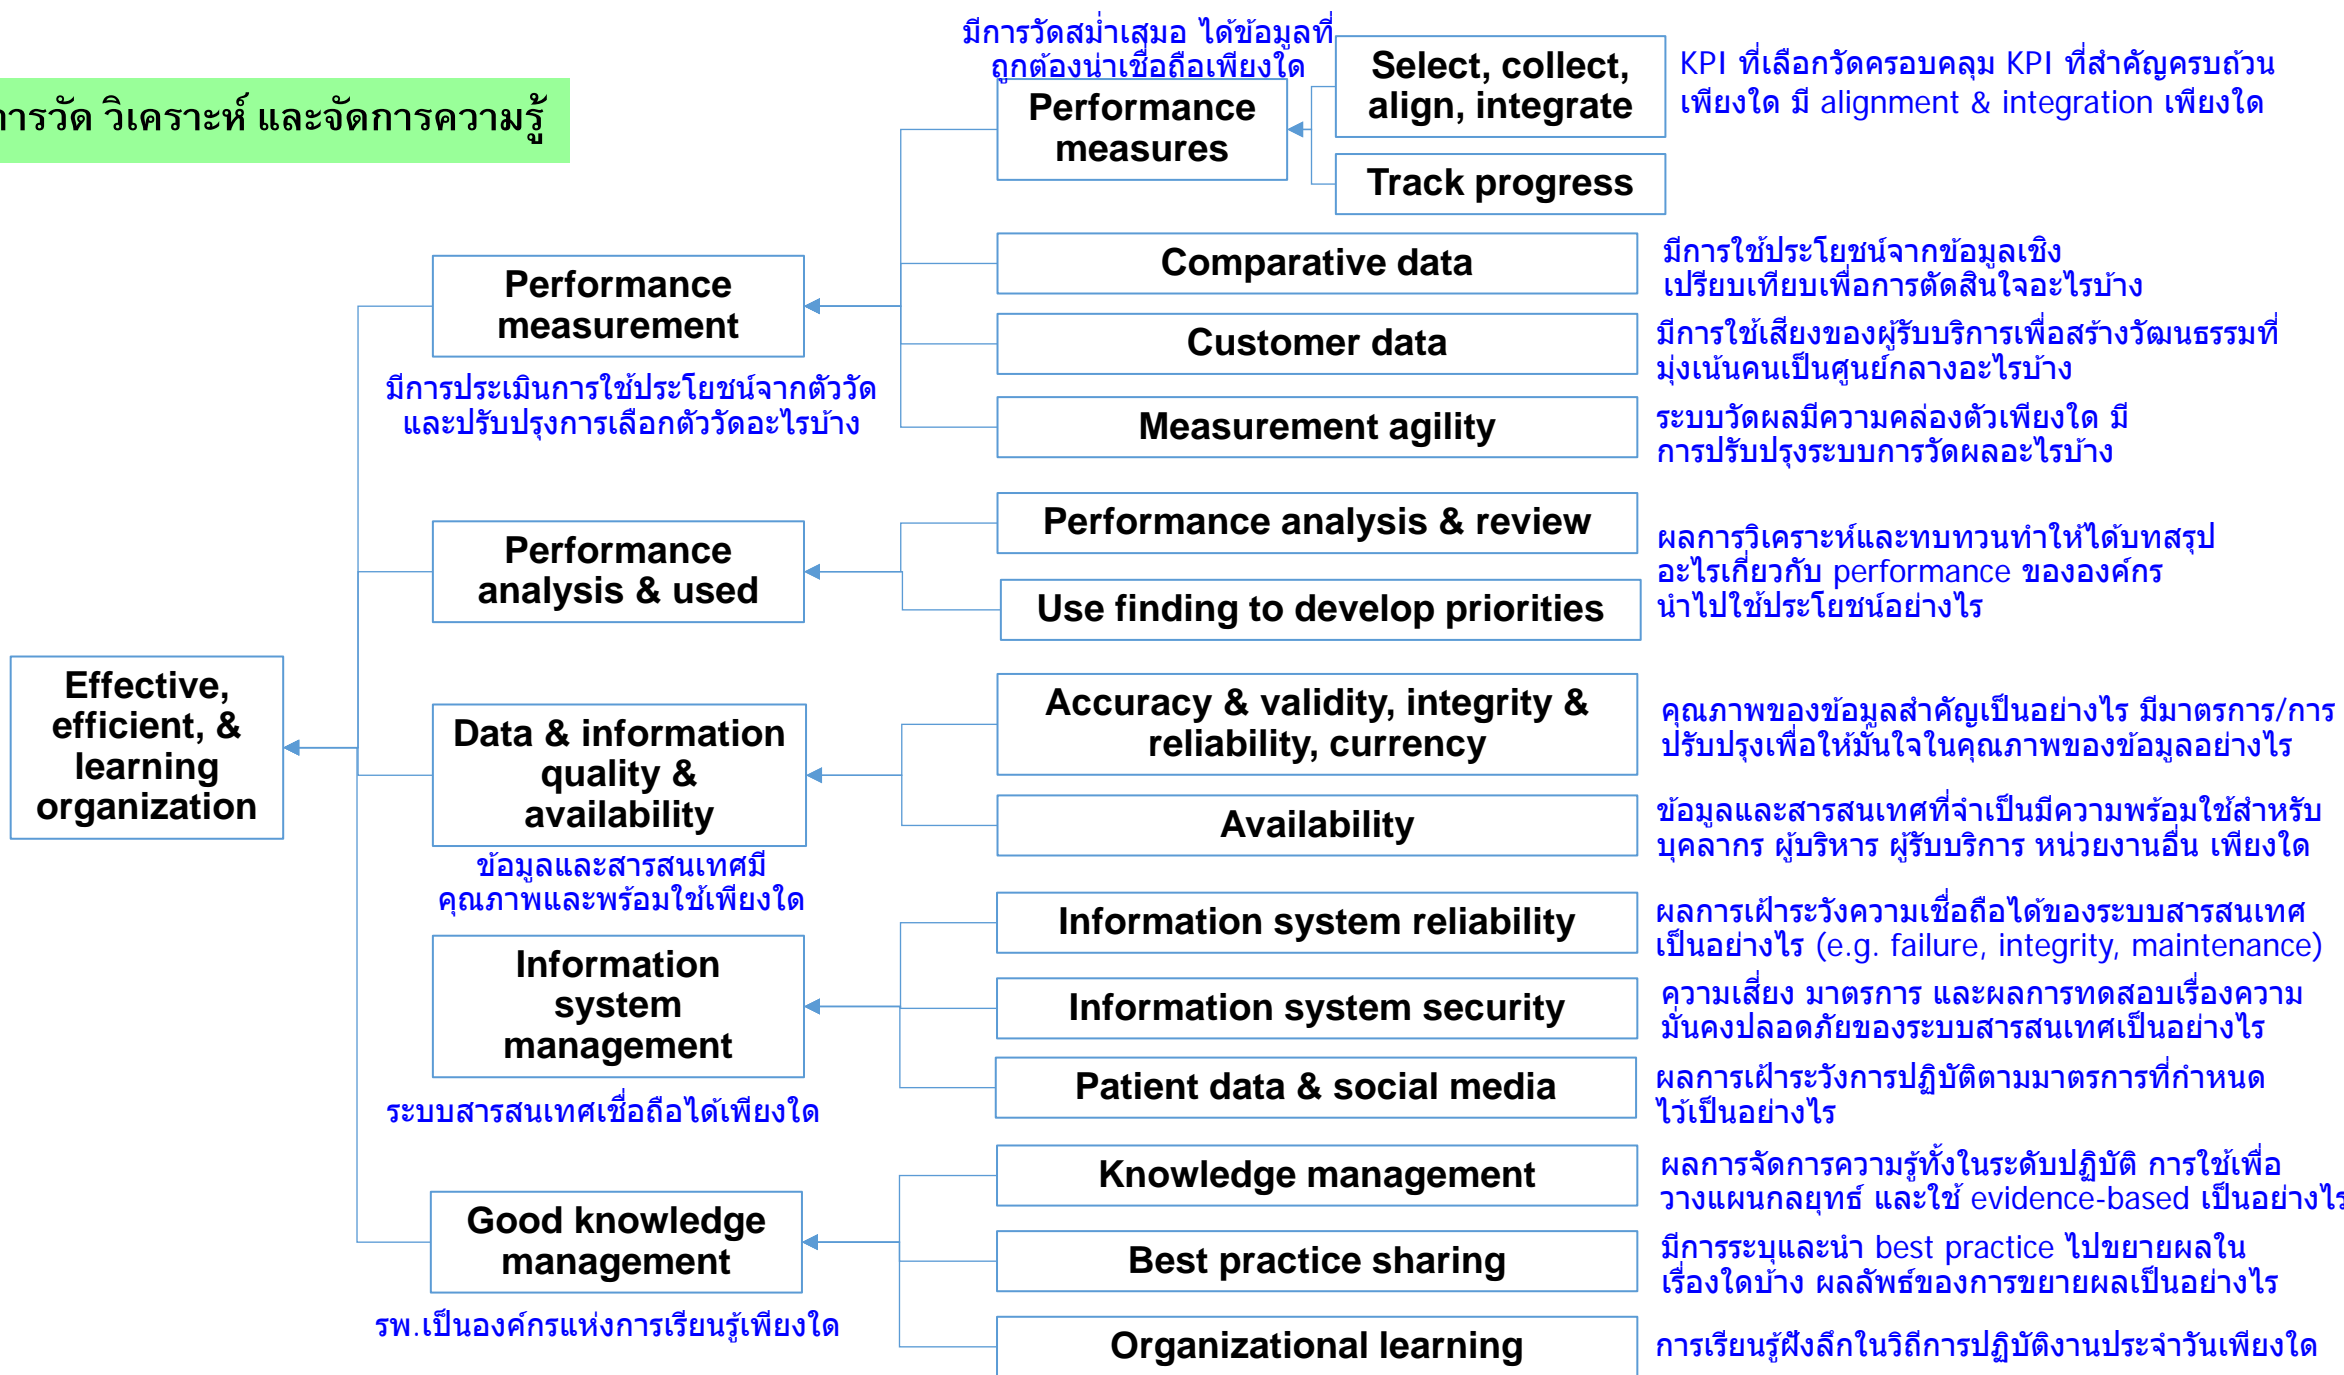 การวัด วิเคราะห์ และจัดการความรู้
มีการวัดสม่ำเสมอ ได้ข้อมูลที่
ถูกต้องน่าเชื่อถือเพียงใด
Performance
measures
Select, collect,
align, integrate
KPI ที่เลือกวัดครอบคลุม KPI ที่สำคัญครบถ้วน
เพียงใด มี alignment & integration เพียงใด
Track progress
Performance
measurement
มีการประเมินการใช้ประโยชน์จากตัววัด
และปรับปรุงการเลือกตัววัดอะไรบ้าง
Comparative data
มีการใช้ประโยชน์จากข้อมูลเชิง
เปรียบเทียบเพื่อการตัดสินใจอะไรบ้าง
Customer data
มีการใช้เสียงของผู้รับบริการเพื่อสร้างวัฒนธรรมที่
มุ่งเน้นคนเป็นศูนย์กลางอะไรบ้าง
Measurement agility
ระบบวัดผลมีความคล่องตัวเพียงใด มี
การปรับปรุงระบบการวัดผลอะไรบ้าง
Performance
analysis & used
Performance analysis & review
Use finding to develop priorities
ผลการวิเคราะห์และทบทวนทำให้ได้บทสรุป
อะไรเกี่ยวกับ performance ขององค์กร
นำไปใช้ประโยชน์อย่างไร
Effective,
efficient, &
learning
organization
Data & information
quality &
availability
ข้อมูลและสารสนเทศมี
คุณภาพและพร้อมใช้เพียงใด
Accuracy & validity, integrity &
reliability, currency
คุณภาพของข้อมูลสำคัญเป็นอย่างไร มีมาตรการ/การ
ปรับปรุงเพื่อให้มั่นใจในคุณภาพของข้อมูลอย่างไร
Availability
ข้อมูลและสารสนเทศที่จำเป็นมีความพร้อมใช้สำหรับ
บุคลากร ผู้บริหาร ผู้รับบริการ หน่วยงานอื่น เพียงใด
Information
system
management
ระบบสารสนเทศเชื่อถือได้เพียงใด
Information system reliability
ผลการเฝ้าระวังความเชื่อถือได้ของระบบสารสนเทศ
เป็นอย่างไร (e.g. failure, integrity, maintenance)
Information system security
ความเสี่ยง มาตรการ และผลการทดสอบเรื่องความ
มั่นคงปลอดภัยของระบบสารสนเทศเป็นอย่างไร
Patient data & social media
ผลการเฝ้าระวังการปฏิบัติตามมาตรการที่กำหนด
ไว้เป็นอย่างไร
Good knowledge
management
รพ.เป็นองค์กรแห่งการเรียนรู้เพียงใด
Knowledge management
ผลการจัดการความรู้ทั้งในระดับปฏิบัติ การใช้เพื่อ
วางแผนกลยุทธ์ และใช้ evidence-based เป็นอย่างไร
Best practice sharing
มีการระบุและนำ best practice ไปขยายผลใน
เรื่องใดบ้าง ผลลัพธ์ของการขยายผลเป็นอย่างไร
Organizational learning
การเรียนรู้ฝังลึกในวิถีการปฏิบัติงานประจำวันเพียงใด